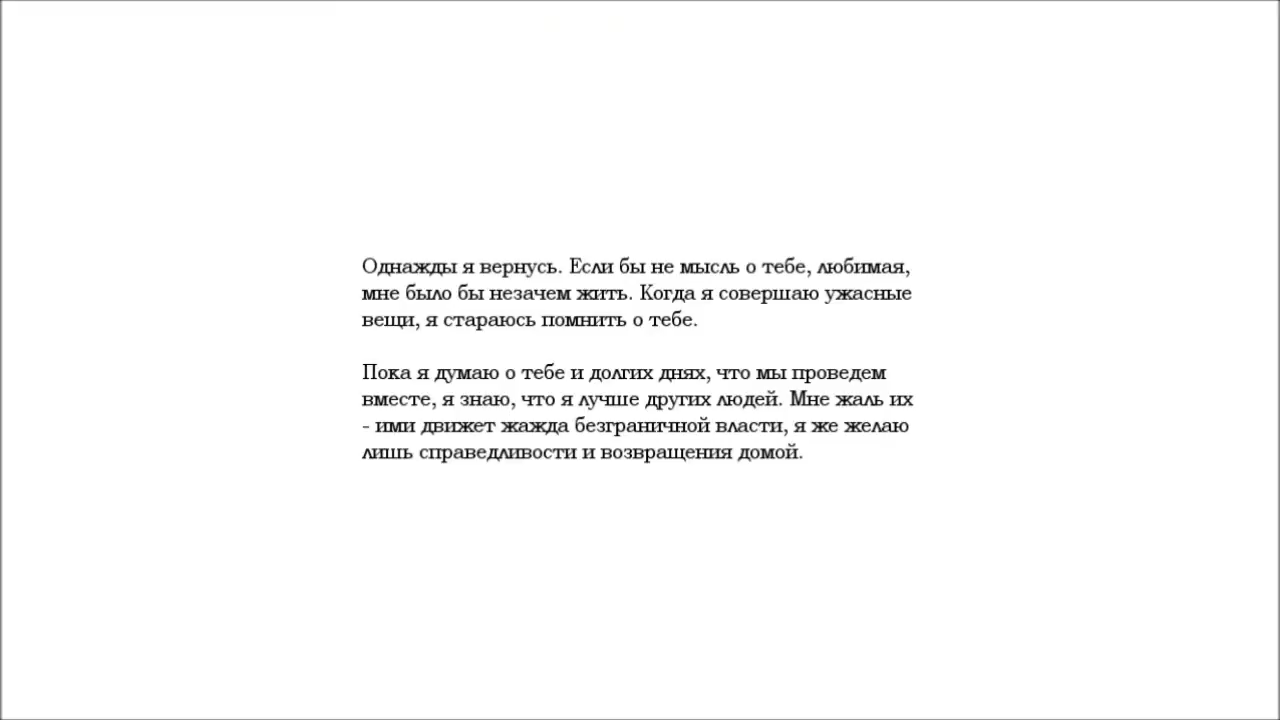 Однажды я вернусь. Если бы не мысль о тебе, любимая,
мне было бы незачем жить. Когда я совершаю ужасные
вещи, я стараюсь помнить о тебе.
Пока я думаю о тебе и долгих днях, что мы проведем
вместе, я знаю, что я лучше других людей. Мне жаль их
- ими движет жажда безграничной власти, я же желаю
лишь справедливости и возвращения домой.